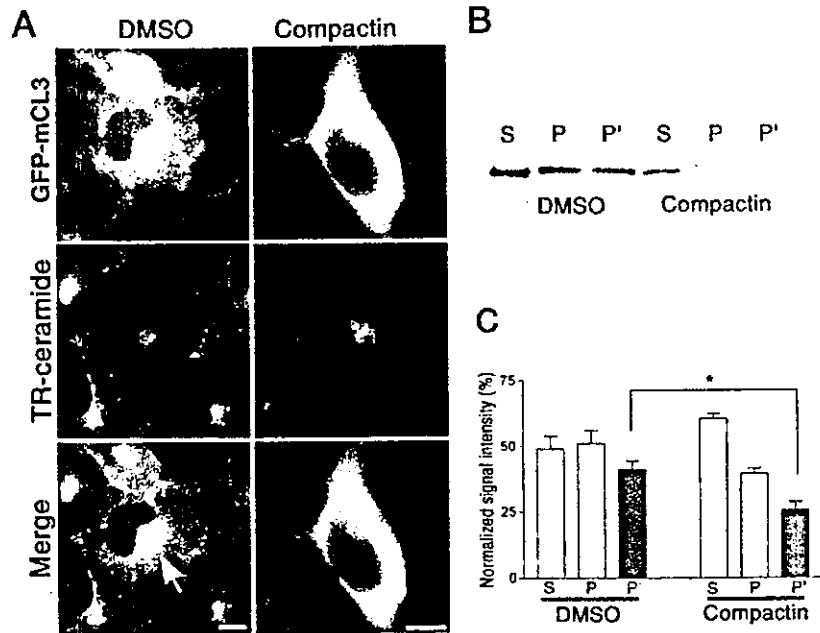 A
DMSO
Compactin
GFP-mCL3
TR-ceramide
Merge
B
S P P' S P P'
DMSO Compactin
C
Normalized signal intensity (%)
75
50
25
0
*
S P P' S P P'
DMSO Compactin